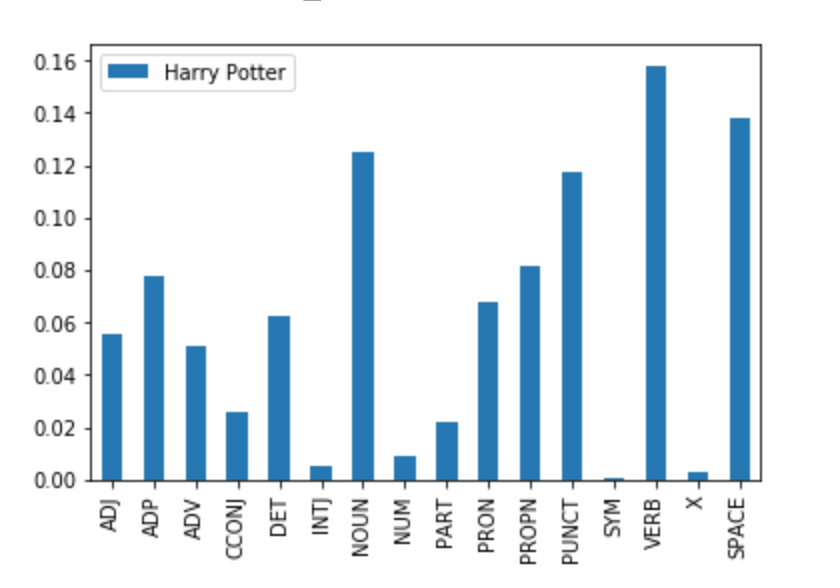 Harry Potter
0.16
0.14
0.12
0.10
0.08
0.06
0.04
0.02
0.00
ADJ
ADP
ADV
CCONJ
DET
INTJ
NOUN
NUM
PART
PRON
PROPN
PUNCT
SYM
VERB
X
SPACE